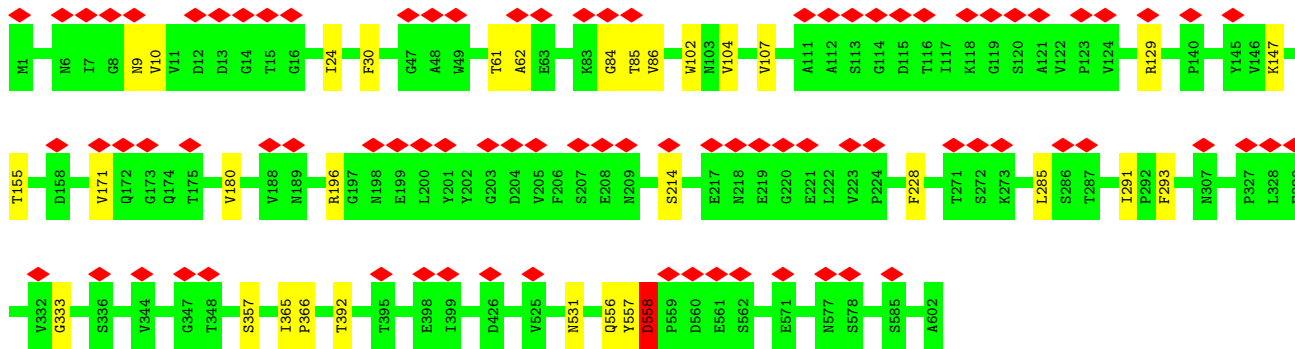 M1 N6 I7 G8 N9 V10 V11 D12 D13 G14 T15 G16 I24 F30 G47 A48 W49 T61 A62 E63 K83 G84 T85 V86 W102 N103 V104 V107 A111 A112 S113 G114 D115 T116 I117 K118 G119 S120 A121 V122 P123 V124 R129 P140 Y145 V146 K147
T155 D158 V171 Q172 G173 Q174 T175 V180 V188 N189 R196 G197 N198 E199 L200 Y201 Y202 G203 D204 V205 F206 S207 E208 N209 S214 E217 N218 E219 G220 E221 L222 V223 P224 F228 T271 S272 K273 L285 S286 T287 I291 P292 F293 N307 P327 L328
V332 G333 S336 V344 G347 T348 S357 I365 P366 T392 T395 E398 I399 D426 V525 N531 Q556 Y557 D558 P559 D560 E561 S562 E571 N577 S578 S585 A602